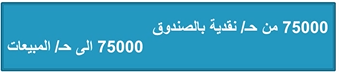 75000 من حـ/ نقدية بالصندوق
75000 الى حـ/ المبيعات